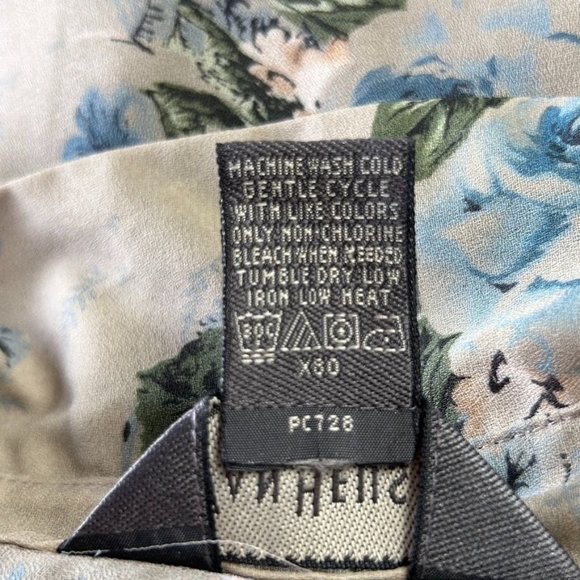 MACHINE WASH COLD
GENTLE CYCLE
WITH LIKE COLORS
ONLY NON-CHLORINE
BLEACH WHEN NEEDED
TUMBLE DRY LOW
IRON LOW HEAT
X80
PC728